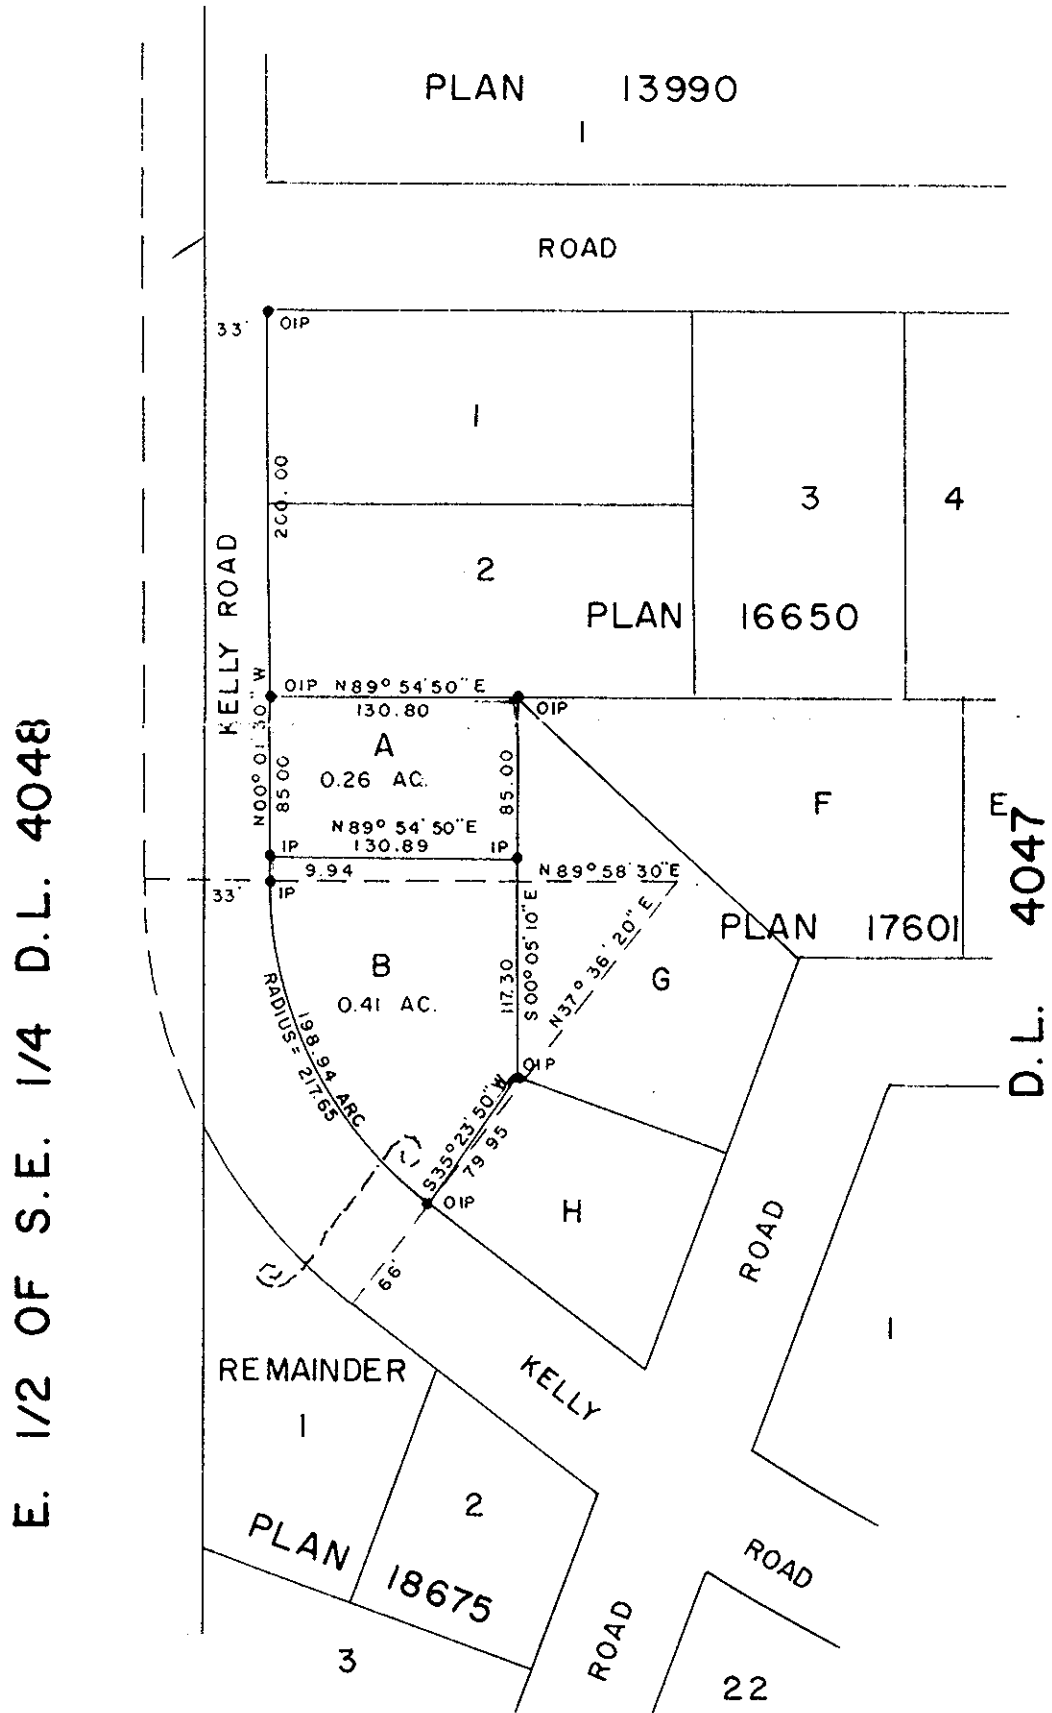 PLAN 13990
1
ROAD
33'
OIP
1
200.00
3
4
KELLY ROAD
2
PLAN 16650
OIP N89° 54' 50" E
130.80
OIP
N00° 01' 30" W
85.00
A
0.26 AC.
85.00
F
E
N89° 54' 50" E
130.89
IP
IP
9.94
N89° 58' 30" E
33'
IP
PLAN 17601
B
0.41 AC.
117.30
S00° 05' 10" E
N37° 36' 20" E
G
198.94 ARC
RADIUS = 217.65
OIP
S35° 23' 50" W
79.95
OIP
H
66'
ROAD
1
REMAINDER
1
KELLY
2
PLAN 18675
ROAD
3
ROAD
22
E. 1/2 OF S.E. 1/4 D.L. 4048
D.L. 4047